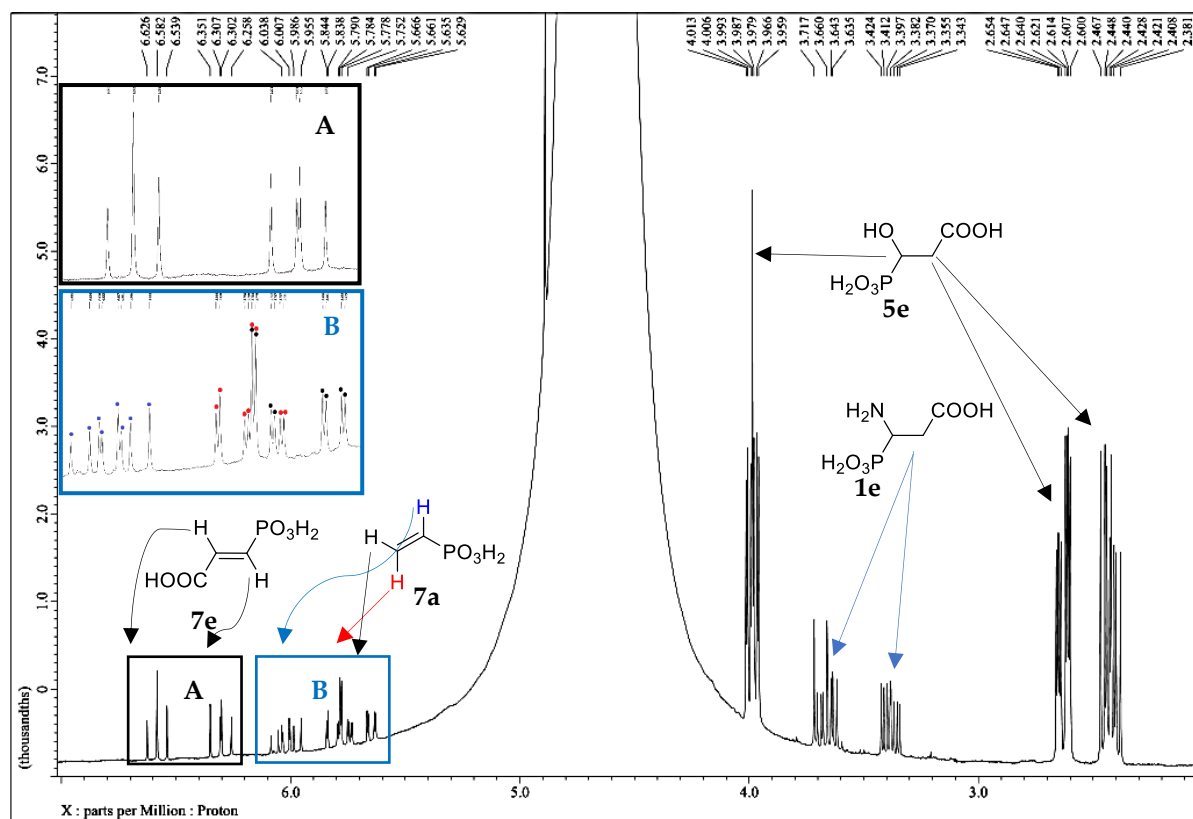 6.626 6.582 6.539 6.351 6.307 6.302 6.258 6.038 6.007 5.986 5.955 5.844 5.838 5.790 5.784 5.778 5.752 5.666 5.661 5.635 5.629
4.013 4.006 3.993 3.987 3.979 3.966 3.959 3.717 3.660 3.643 3.635 3.424 3.412 3.397 3.382 3.370 3.355 3.343
2.654 2.647 2.640 2.621 2.614 2.607 2.600 2.467 2.448 2.440 2.428 2.421 2.408 2.381
7.0
A
6.0
5.0
HO COOH
H2O3P
5e
B
4.0
H2N COOH
H2O3P
1e
3.0
2.0
H PO3H2
HOOC H
7e
H
H PO3H2
H
7a
1.0
A
B
0
(thousandths)
6.0 5.0 4.0 3.0
X : parts per Million : Proton